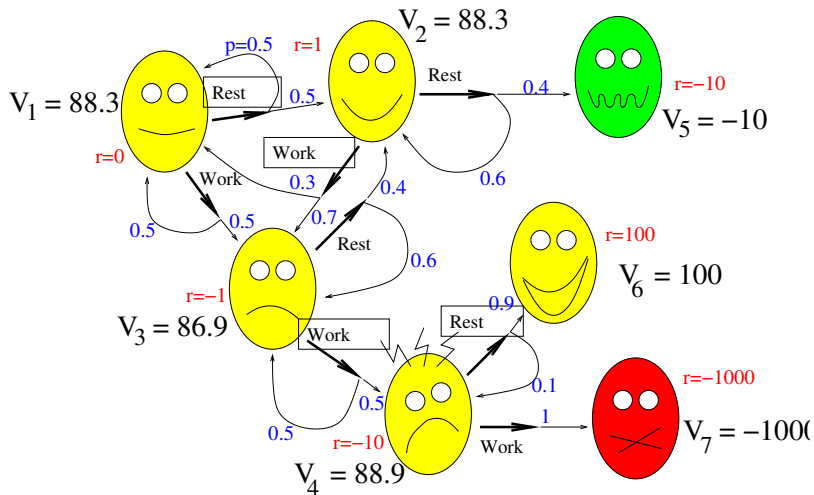 V2 = 88.3
p=0.5
r=1
Rest
Rest
0.5
0.4
r=−10
V1 = 88.3
V5 = −10
Work
r=0
Work
0.3
0.4
0.6
0.5
0.5
0.7
Rest
r=100
0.6
V6 = 100
r=−1
0.9
V3 = 86.9
Work
Rest
0.1
r=−1000
0.5
0.5
1
r=−10
Work
V7 = −1000
V4 = 88.9